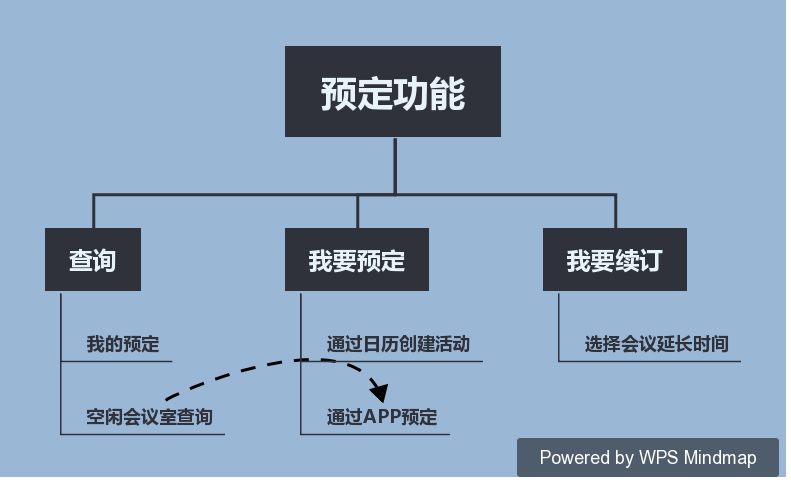 预定功能
查询
我要预定
我要续订
我的预定
通过日历创建活动
选择会议延长时间
空闲会议室查询
通过APP预定
Powered by WPS Mindmap